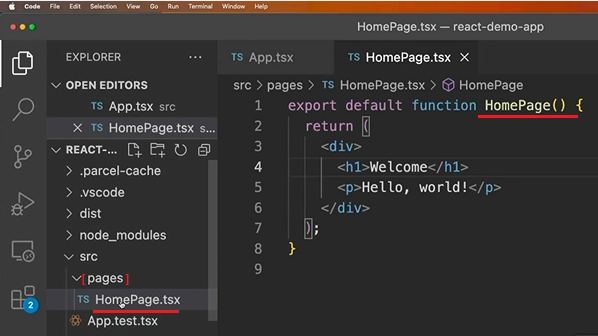 Code File Edit Selection View Go Run Terminal Window Help
HomePage.tsx — react-demo-app
EXPLORER ...
TS App.tsx
TS HomePage.tsx ×
OPEN EDITORS
TS App.tsx src
× TS HomePage.tsx s...
src > pages > TS HomePage.tsx > HomePage
REACT-...
.parcel-cache
.vscode
dist
node_modules
src
[pages]
TS HomePage.tsx
App.test.tsx
2
1 export default function HomePage() {
2 return (
3 <div>
4 <h1>Welcome</h1>
5 <p>Hello, world!</p>
6 </div>
7 );
8 }
9